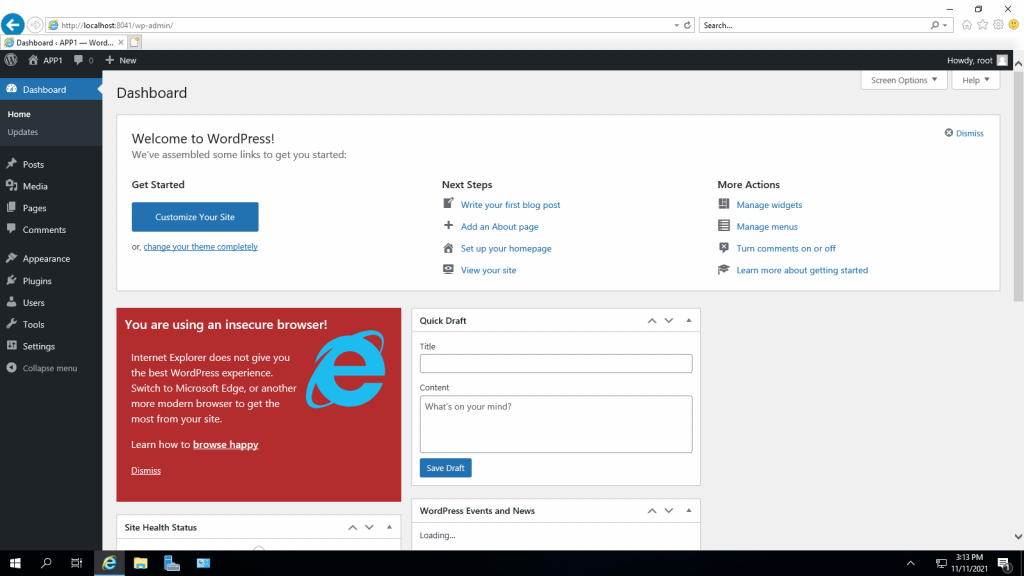 http://localhost:8041/wp-admin/
Search...
Dashboard ‹ APP1 — Word...
APP1 0 New
Howdy, root
Dashboard
Home
Updates
Posts
Media
Pages
Comments
Appearance
Plugins
Users
Tools
Settings
Collapse menu
Screen Options
Help
Dashboard
Welcome to WordPress!
We've assembled some links to get you started:
Dismiss
Get Started
Customize Your Site
or, change your theme completely
Next Steps
Write your first blog post
Add an About page
Set up your homepage
View your site
More Actions
Manage widgets
Manage menus
Turn comments on or off
Learn more about getting started
You are using an insecure browser!
Internet Explorer does not give you
the best WordPress experience.
Switch to Microsoft Edge, or another
more modern browser to get the
most from your site.
Learn how to browse happy
Dismiss
Site Health Status
Quick Draft
Title
Content
What's on your mind?
Save Draft
WordPress Events and News
Loading...
3:13 PM
11/11/2021
1